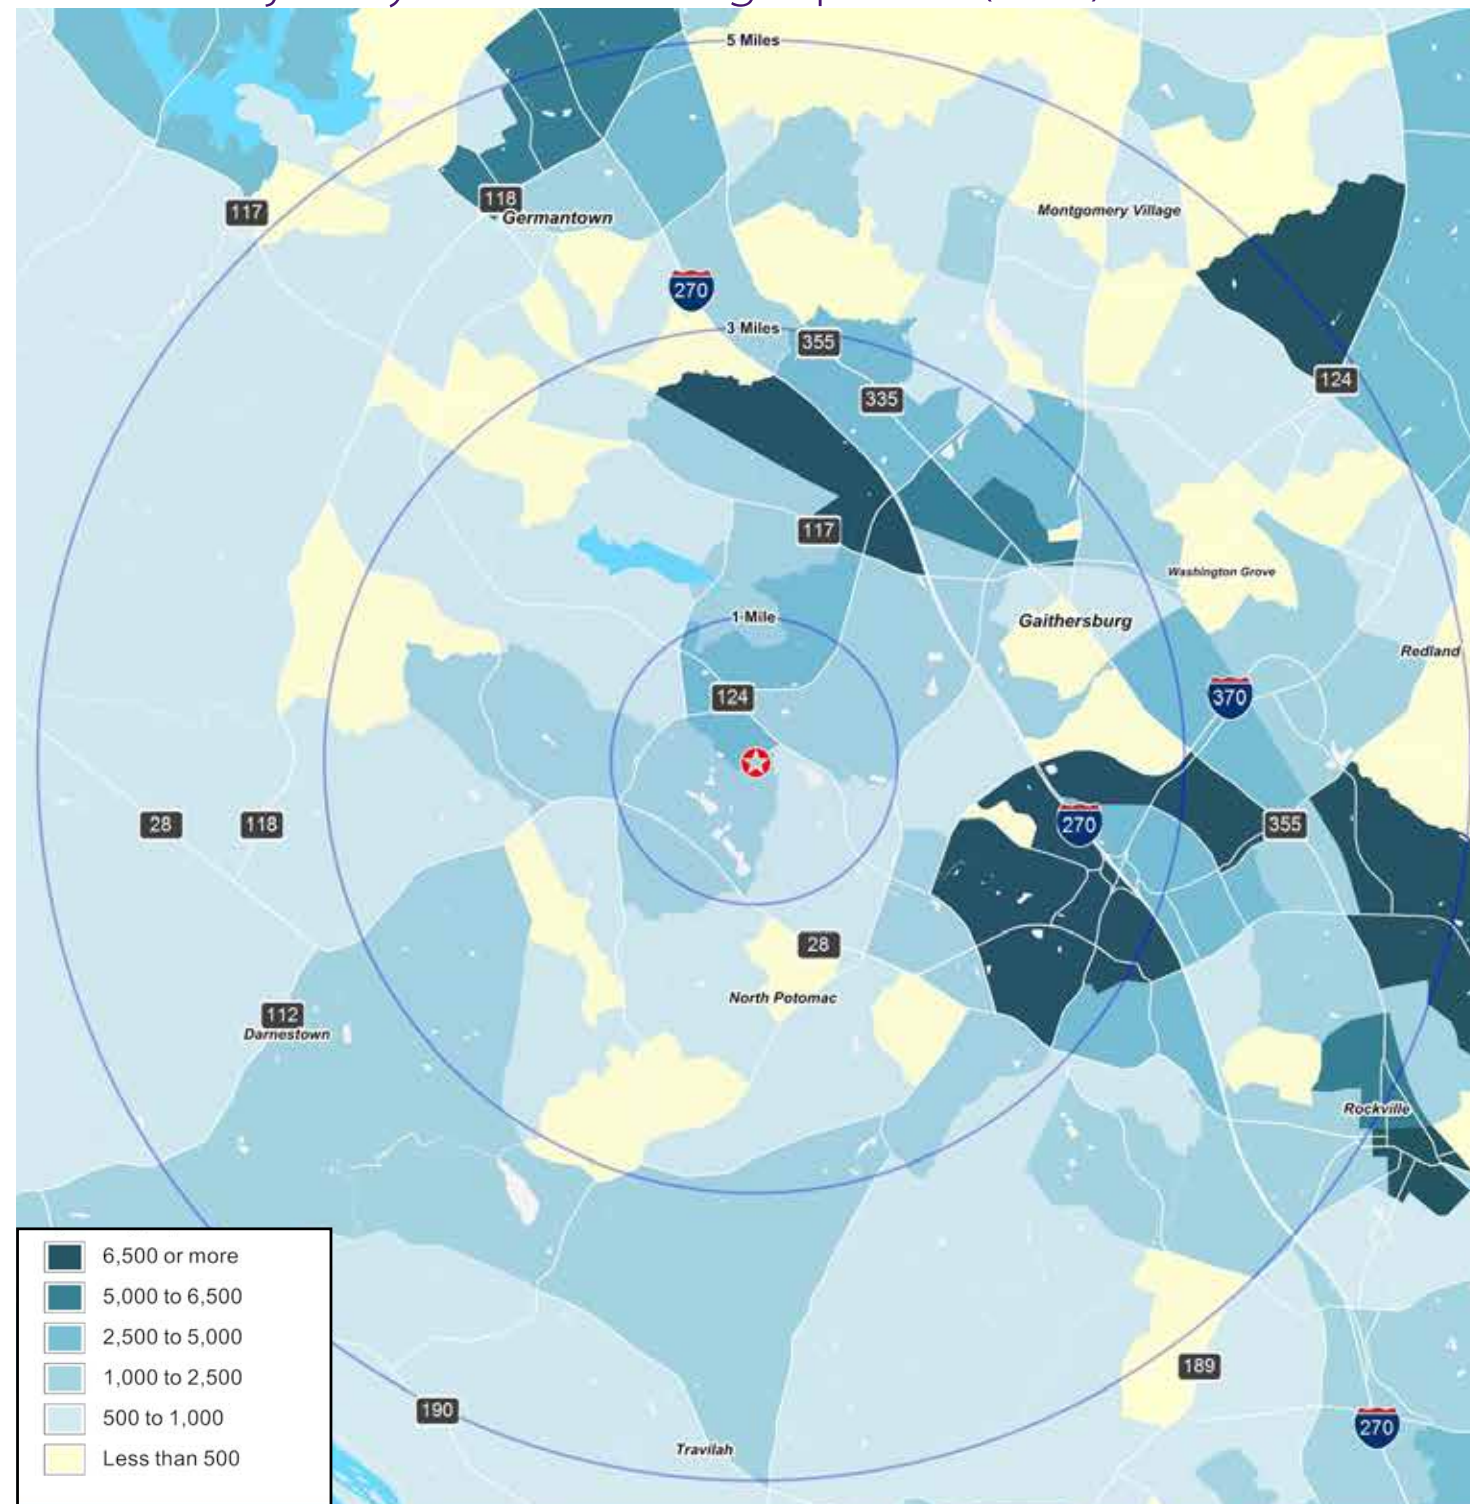 5 Miles
117
118
Germantown
Montgomery Village
270
3 Miles
355
124
335
117
Washington Grove
1 Mile
Gaithersburg
Redland
124
370
28
118
270
355
28
North Potomac
112
Darnestown
Rockville
6,500 or more
5,000 to 6,500
2,500 to 5,000
1,000 to 2,500
500 to 1,000
Less than 500
189
190
270
Travilah